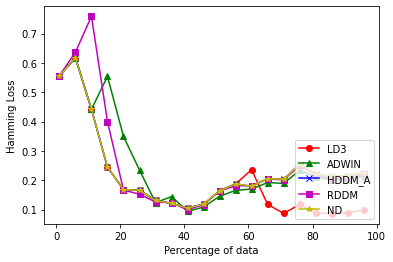 Hamming Loss
0.7
0.6
0.5
0.4
0.3
0.2
0.1
0 20 40 60 80 100
Percentage of data
LD3
ADWIN
HDDM_A
RDDM
ND